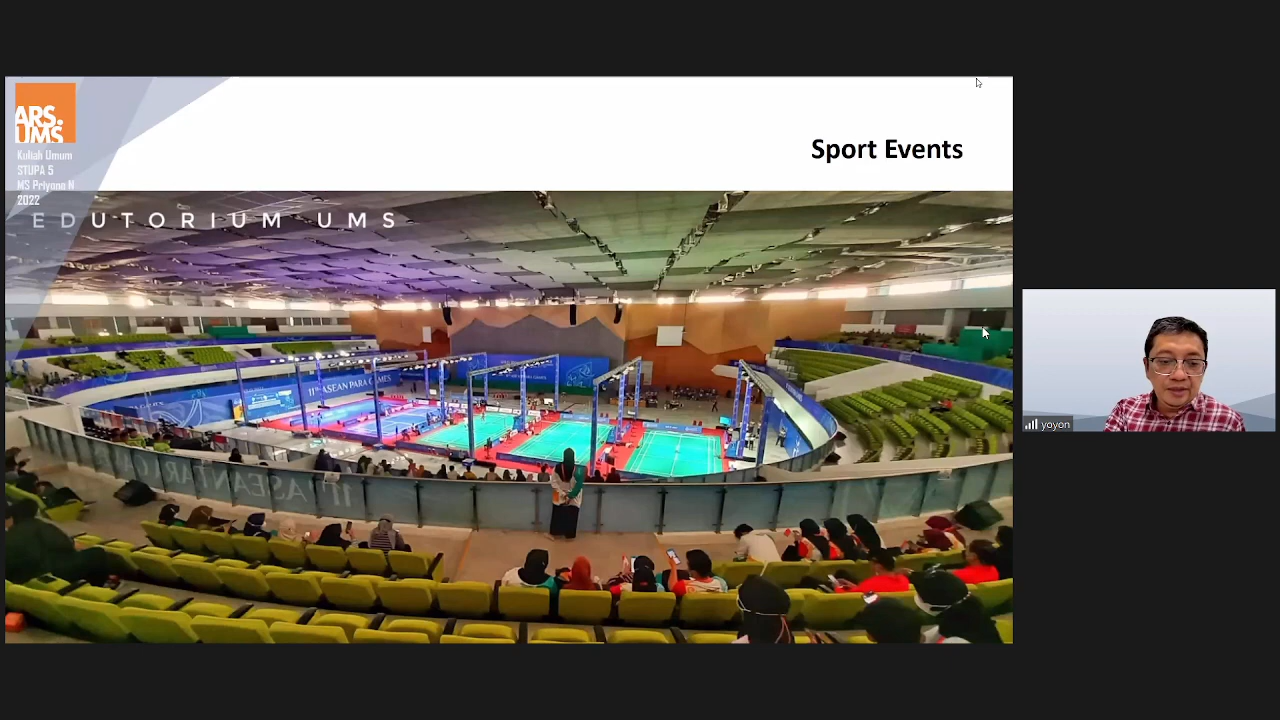 ARS.
UMS
Kuliah Umum
STUPA 5
MS Priyono N
2022
Sport Events
EDUTORIUM UMS
11TH ASEAN PARA GAMES
yoyon